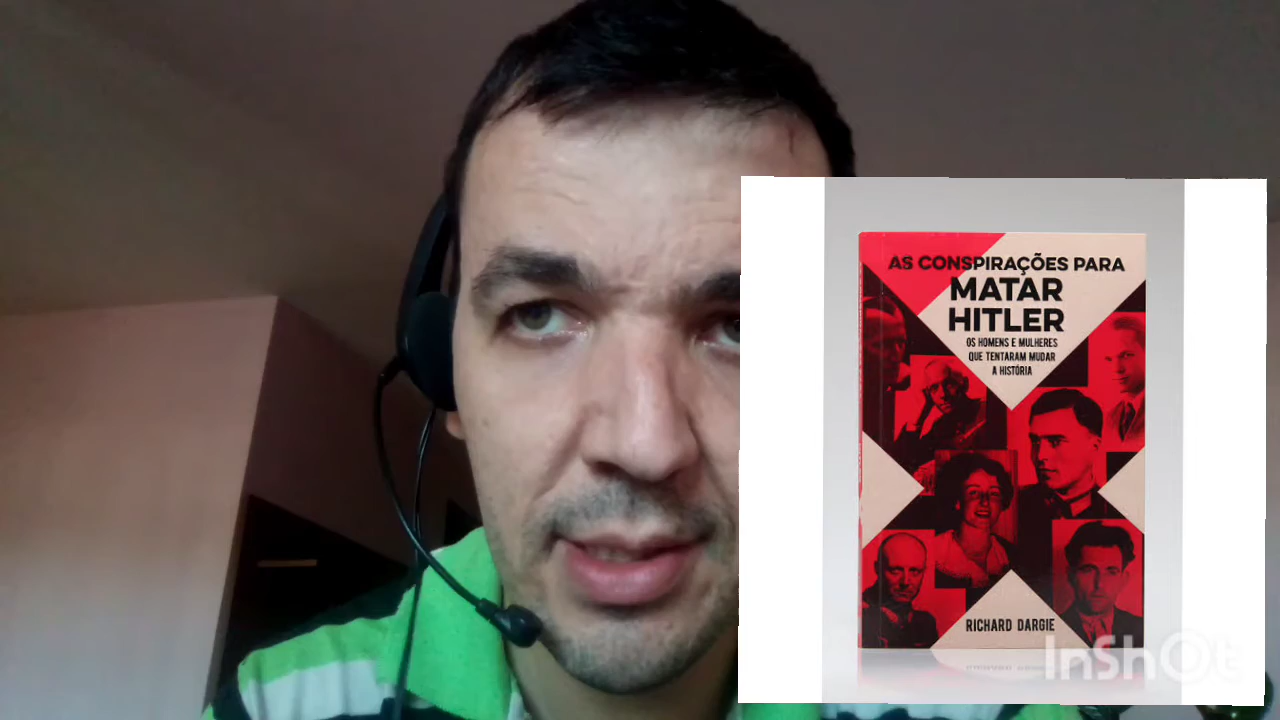 AS CONSPIRAÇÕES PARA
MATAR
HITLER
OS HOMENS E MULHERES
QUE TENTARAM MUDAR
A HISTÓRIA
RICHARD DARGIE
InShOt